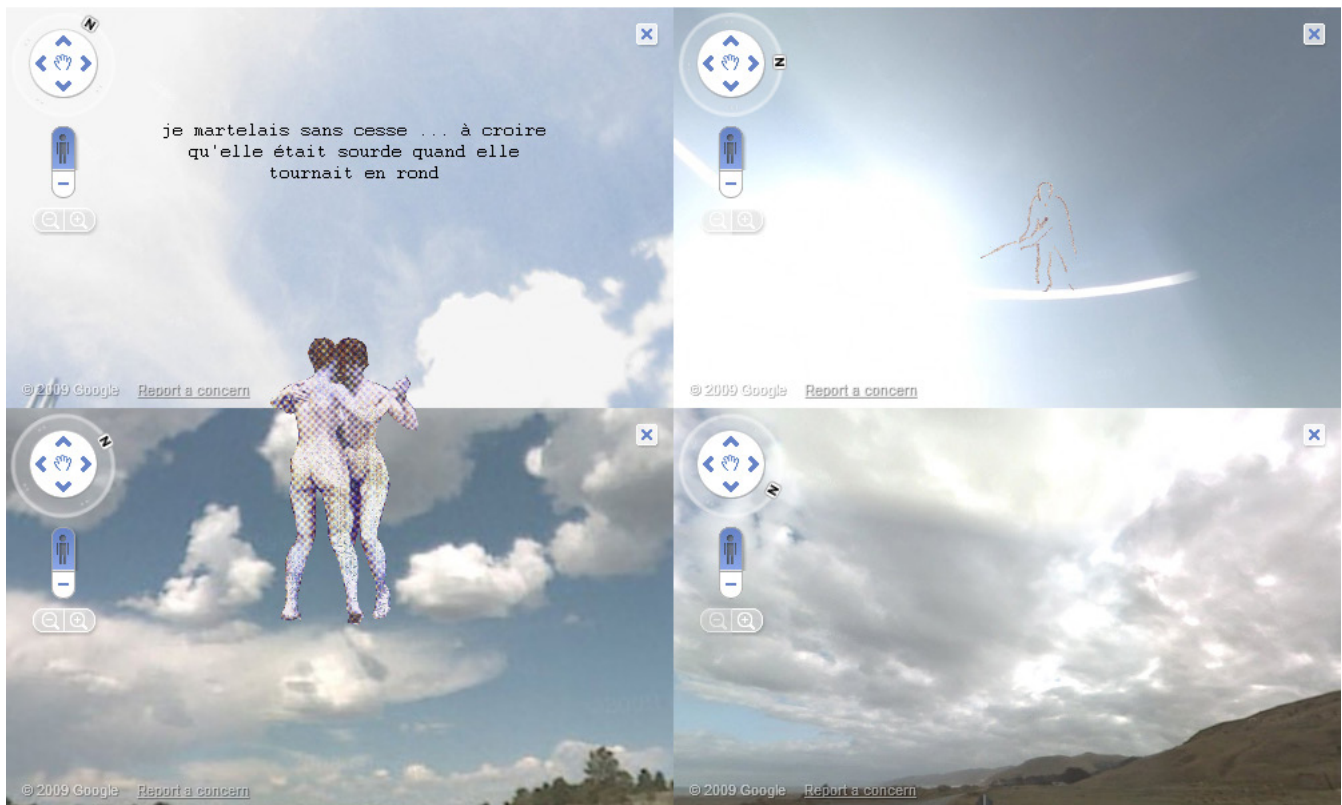 N
N
je martelais sans cesse ... à croire
qu'elle était sourde quand elle
tournait en rond
© 2009 Google Report a concern
© 2009 Google Report a concern
N
N
© 2009 Google Report a concern
© 2009 Google Report a concern